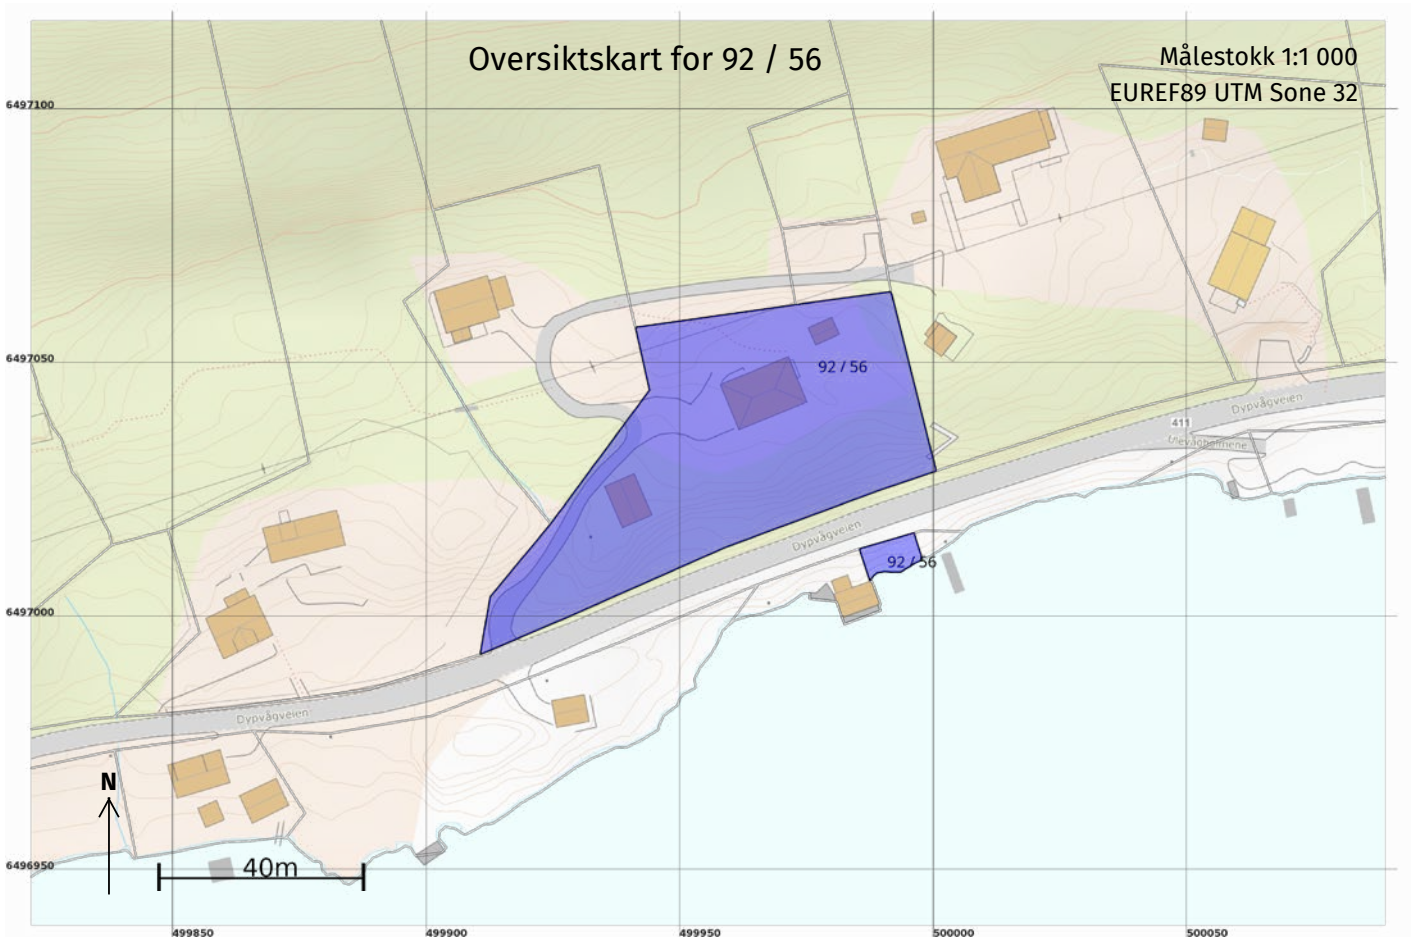 Oversiktskart for 92 / 56
Målestokk 1:1 000
EUREF89 UTM Sone 32
6497100
6497050
92 / 56
Dypvågveien
411
Ulevågholmene
Dypvågveien
92 / 56
6497000
Dypvågveien
N
40m
6496950
499850
499900
499950
500000
500050